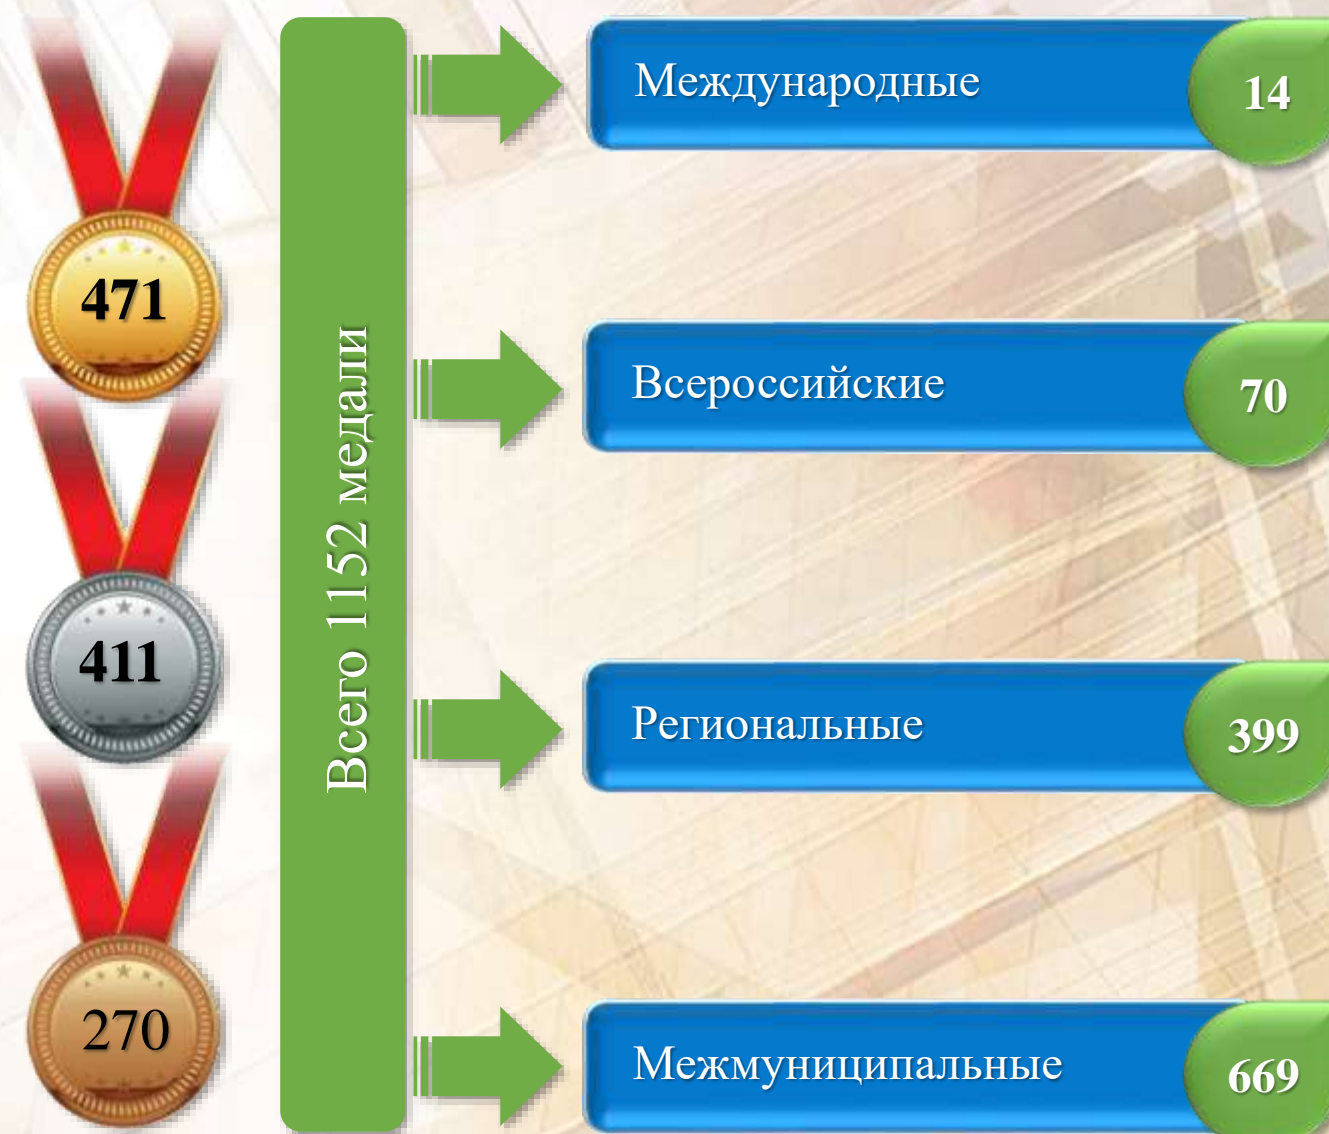 471
411
270
Всего 1152 медали
Международные
14
Всероссийские
70
Региональные
399
Межмуниципальные
669